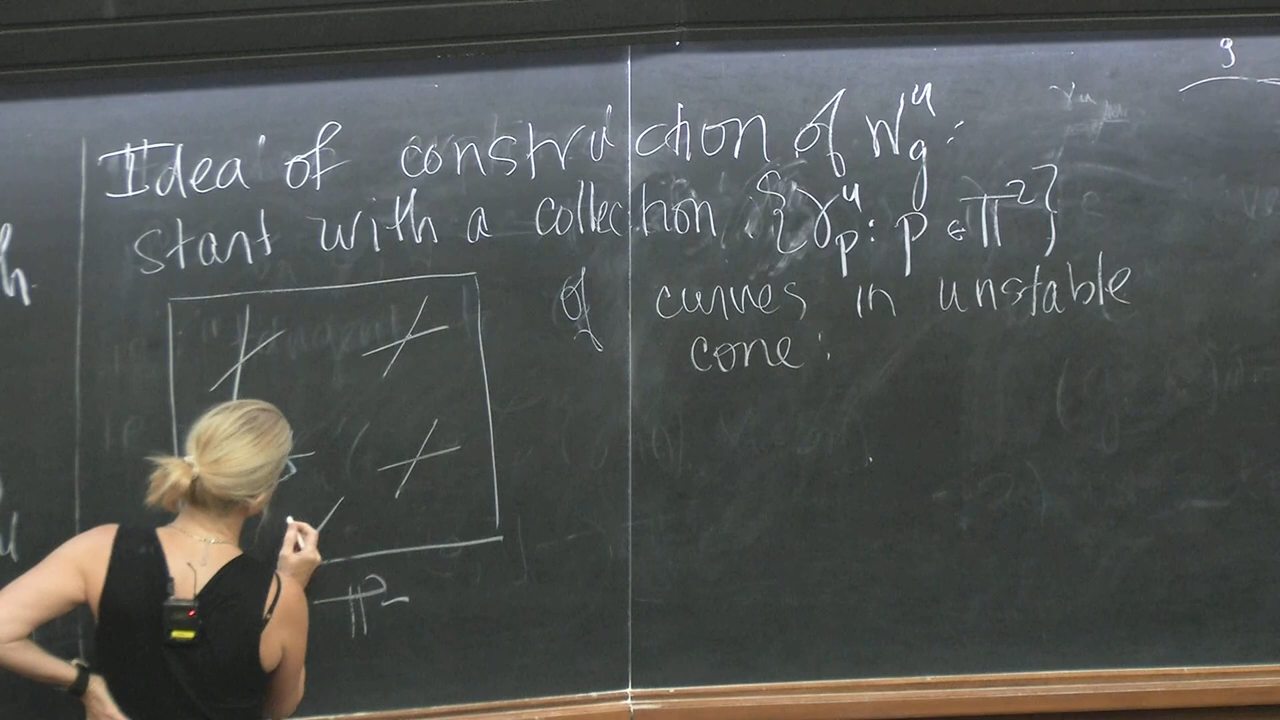 Idea of construction of W^u_g:
start with a collection {γ^u_p : p ∈ 𝕋²}
of curves in unstable
cone:
𝕋²
g